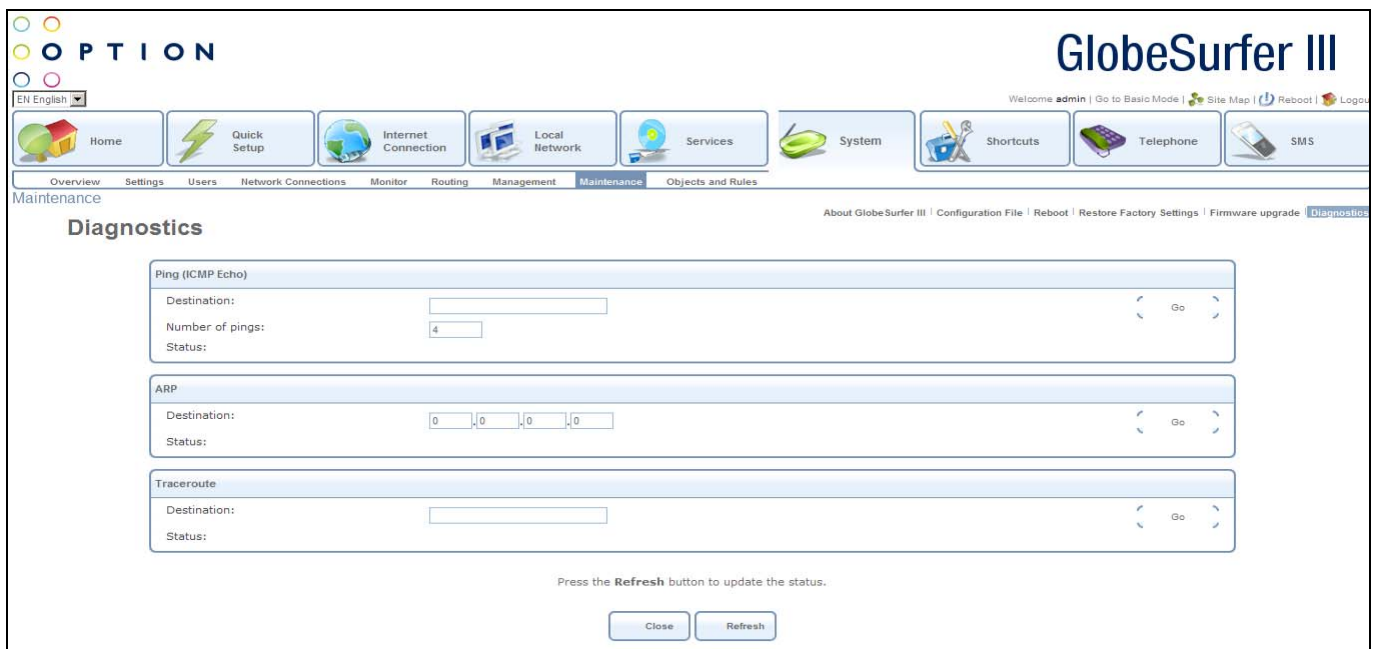 OPTION
GlobeSurfer III
EN English
Welcome admin | Go to Basic Mode | Site Map | Reboot | Logou
Home
Quick Setup
Internet Connection
Local Network
Services
System
Shortcuts
Telephone
SMS
Overview Settings Users Network Connections Monitor Routing Management Maintenance Objects and Rules
Maintenance
About GlobeSurfer III | Configuration File | Reboot | Restore Factory Settings | Firmware upgrade | Diagnostics
Diagnostics
Ping (ICMP Echo)
Destination:
Go
Number of pings: 4
Status:
ARP
Destination: 0 .0 .0 .0
Go
Status:
Traceroute
Destination:
Go
Status:
Press the Refresh button to update the status.
Close Refresh